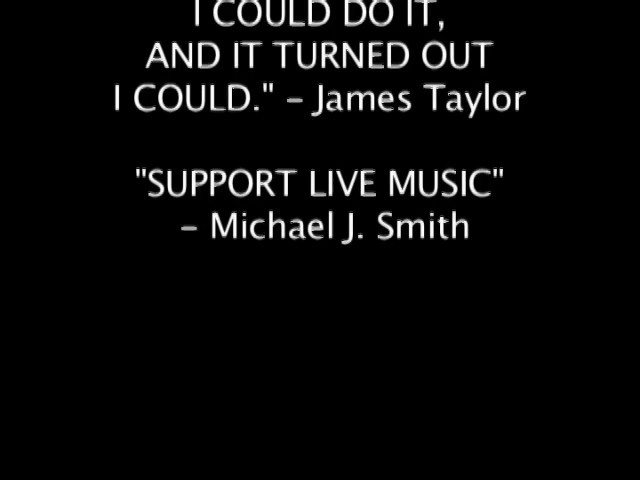 I COULD DO IT,
AND IT TURNED OUT
I COULD." – James Taylor
"SUPPORT LIVE MUSIC"
– Michael J. Smith